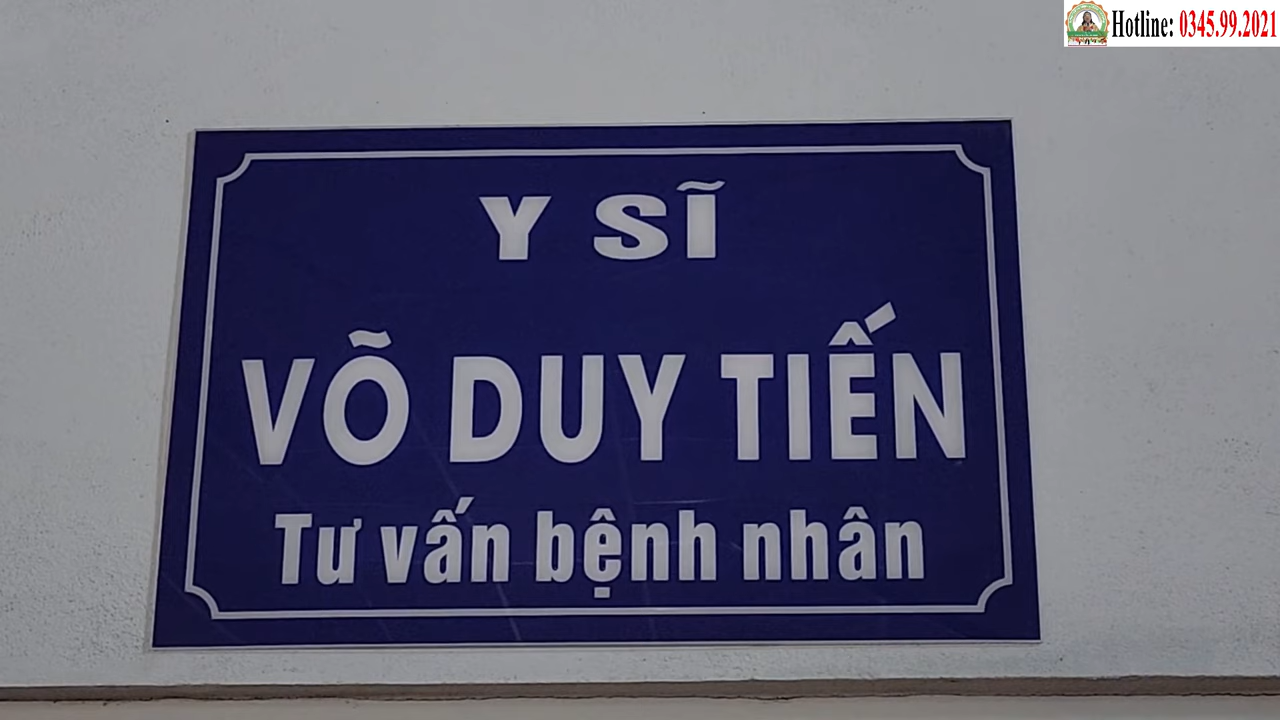 Hotline: 0345.99.2021
Y SĨ
VÕ DUY TIẾN
Tư vấn bệnh nhân